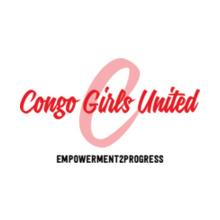 C
Congo Girls United
EMPOWERMENT2PROGRESS